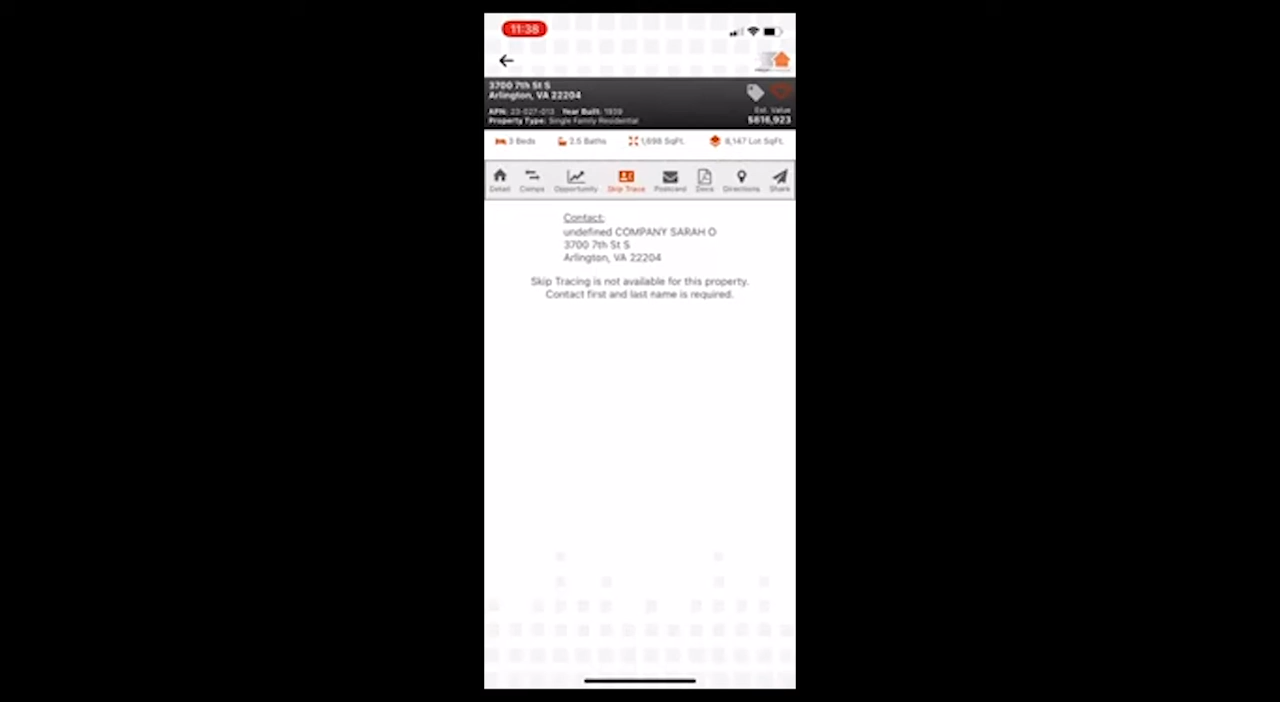 11:38
3700 7th St S
Arlington, VA 22204
APN: 23-027-013 Year Built: 1939
Property Type: Single Family Residential
Est. Value
$816,923
3 Beds 2.5 Baths 1,698 SqFt. 8,147 Lot SqFt.
Detail Comps Opportunity Skip Trace Postcard Docs Directions Share
Contact:
undefined COMPANY SARAH O
3700 7th St S
Arlington, VA 22204
Skip Tracing is not available for this property.
Contact first and last name is required.